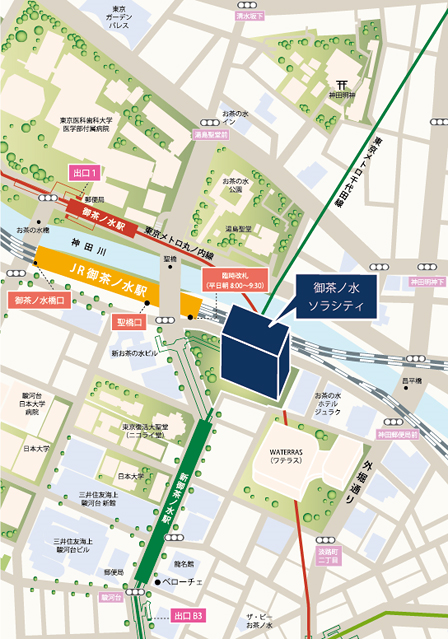 東京
ガーデン
パレス
清水坂下
神田明神
東京医科歯科大学
医学部付属病院
お茶の水
イン
湯島聖堂前
東京メトロ千代田線
出口1
郵便局
お茶の水
公園
御茶ノ水駅
東京メトロ丸ノ内線
湯島聖堂
お茶の水橋
神田川
聖橋
JR御茶ノ水駅
臨時改札
(平日朝 8:00〜9:30)
御茶ノ水
ソラシティ
神田明神下
御茶ノ水橋口
聖橋口
新お茶の水ビル
昌平橋
駿河台
日本大学
病院
お茶の水
ホテル
ジュラク
神田郵便局前
東京復活大聖堂
(ニコライ堂)
日本大学
WATERRAS
(ワテラス)
外堀通り
日本大学
新御茶ノ水駅
三井住友海上
駿河台 新館
三井住友海上
駿河台ビル
淡路町
二丁目
郵便局
龍名館
ベローチェ
駿河台
出口 B3
ザ・ビー
お茶の水